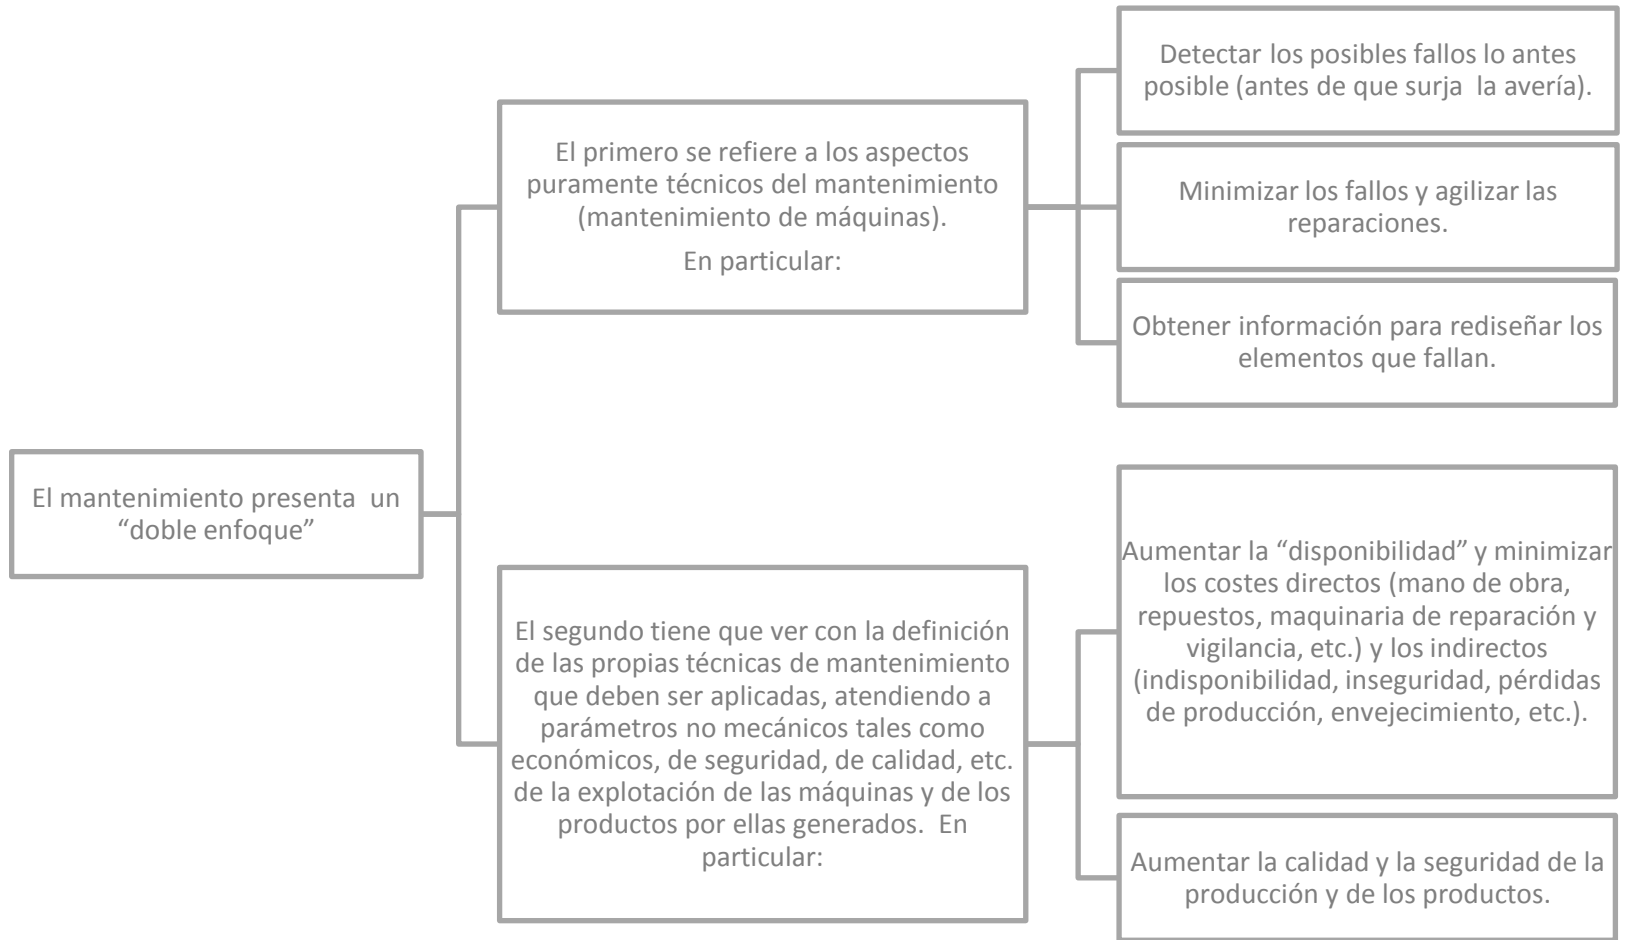 El mantenimiento presenta un
“doble enfoque”
El primero se refiere a los aspectos
puramente técnicos del mantenimiento
(mantenimiento de máquinas).
En particular:
Detectar los posibles fallos lo antes
posible (antes de que surja la avería).
Minimizar los fallos y agilizar las
reparaciones.
Obtener información para rediseñar los
elementos que fallan.
El segundo tiene que ver con la definición
de las propias técnicas de mantenimiento
que deben ser aplicadas, atendiendo a
parámetros no mecánicos tales como
económicos, de seguridad, de calidad, etc.
de la explotación de las máquinas y de los
productos por ellas generados. En
particular:
Aumentar la “disponibilidad” y minimizar
los costes directos (mano de obra,
repuestos, maquinaria de reparación y
vigilancia, etc.) y los indirectos
(indisponibilidad, inseguridad, pérdidas
de producción, envejecimiento, etc.).
Aumentar la calidad y la seguridad de la
producción y de los productos.